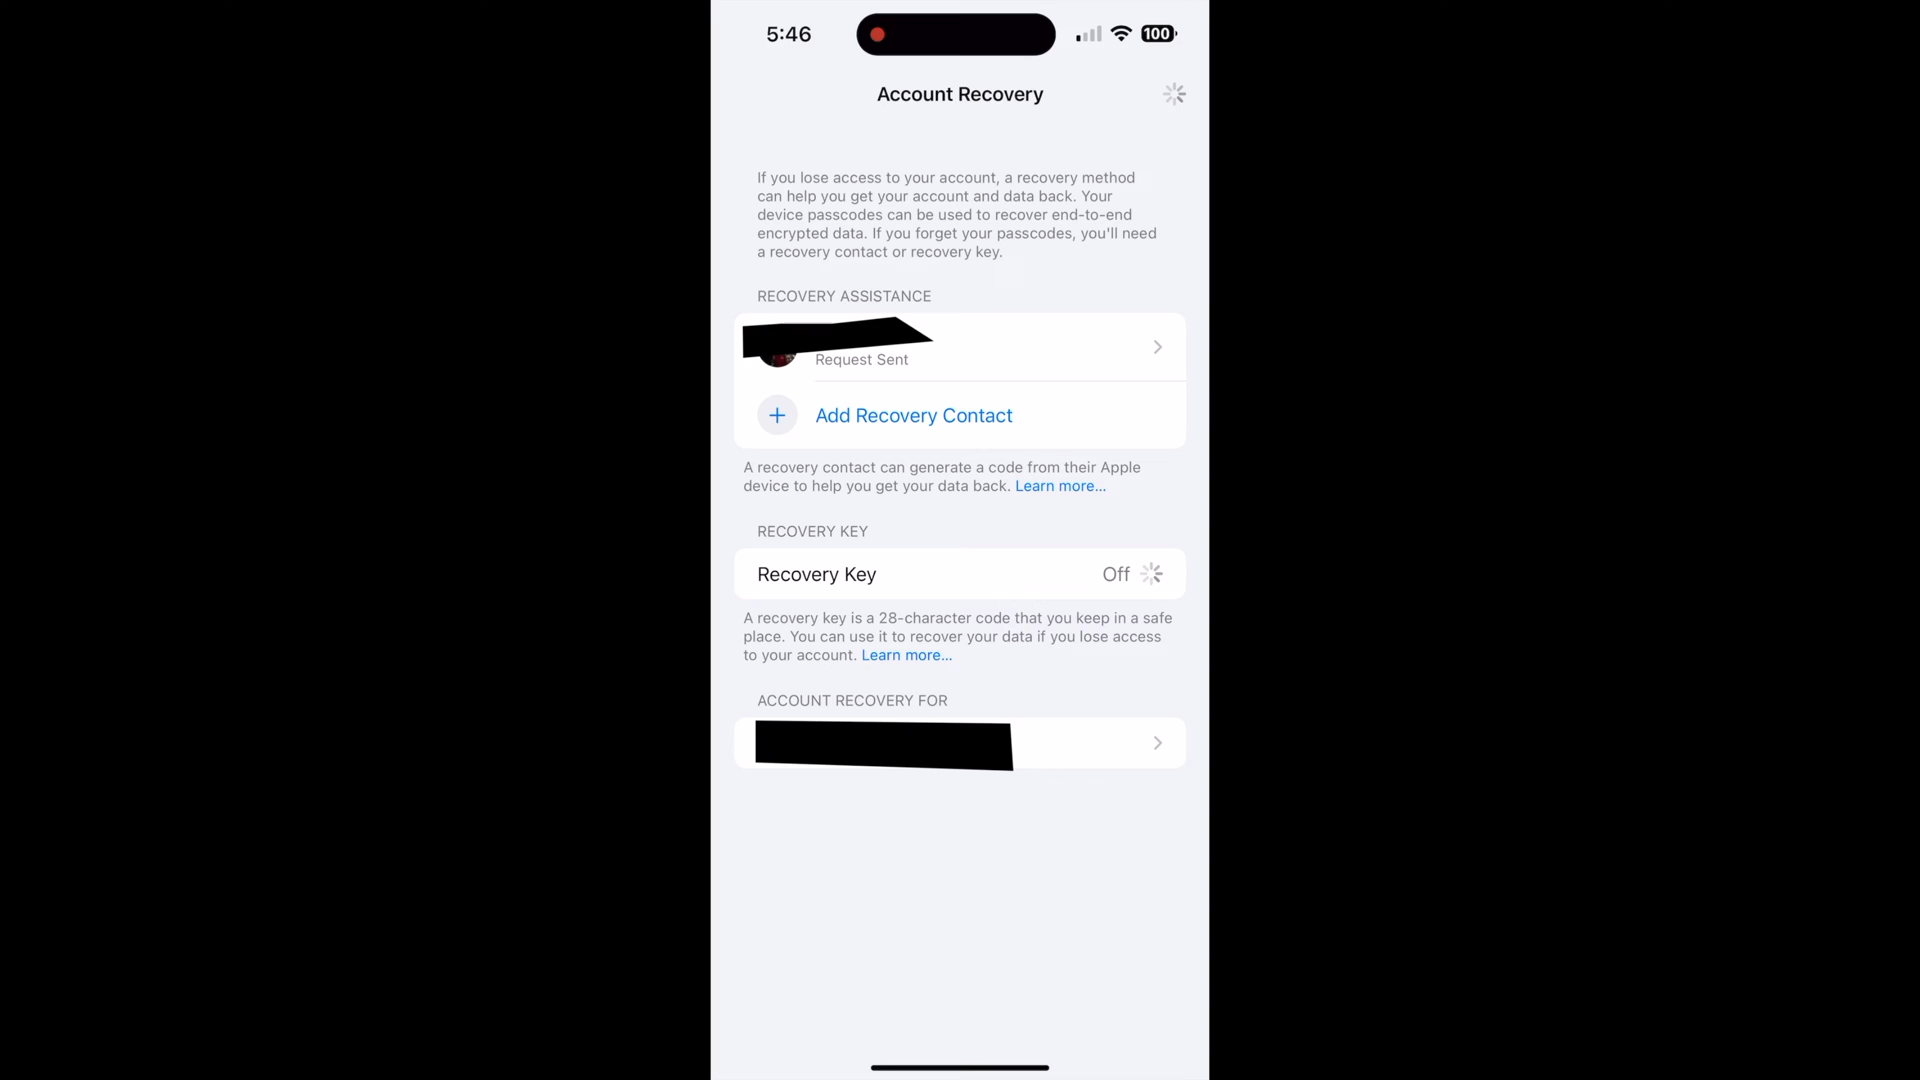 5:46
100
Account Recovery
If you lose access to your account, a recovery method
can help you get your account and data back. Your
device passcodes can be used to recover end-to-end
encrypted data. If you forget your passcodes, you'll need
a recovery contact or recovery key.
RECOVERY ASSISTANCE
Request Sent
Add Recovery Contact
A recovery contact can generate a code from their Apple
device to help you get your data back. Learn more...
RECOVERY KEY
Recovery Key Off
A recovery key is a 28-character code that you keep in a safe
place. You can use it to recover your data if you lose access
to your account. Learn more...
ACCOUNT RECOVERY FOR